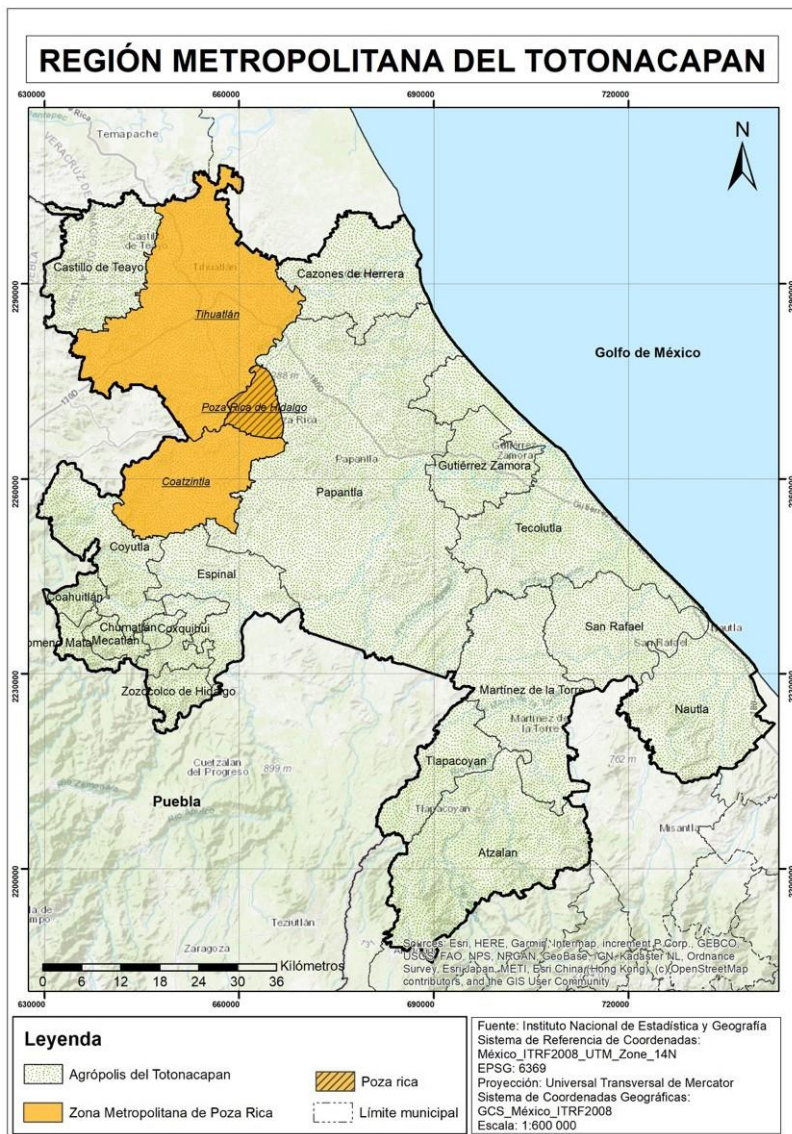 REGIÓN METROPOLITANA DEL TOTONACAPAN
630000
660000
690000
720000
N
Temapache
Castillo de Teayo
Tihuatlán
Cazones de Herrera
2290000
2290000
Tihuatlán
Golfo de México
Poza Rica de Hidalgo
Papantla
Gutiérrez Zamora
Gutiérrez Zamora
Coatzintla
Papantla
2260000
Tecolutla
Coyutla
Espinal
Coahuitlán
Chumatlán
Coxquihui
Mecatlán
San Rafael
San Rafael
2230000
Zozocolco de Hidalgo
Martínez de la Torre
Nautla
Martínez de
la Torre
Cuetzalan
del Progreso
899 m
762 m
Tlapacoyan
Puebla
Tlapacoyan
Misantla
Atzalan
2200000
2200000
Teziutlán
Zaragoza
Sources: Esri, HERE, Garmin, Intermap, increment P Corp., GEBCO,
USGS, FAO, NPS, NRCAN, GeoBase, IGN, Kadaster NL, Ordnance
Survey, Esri Japan, METI, Esri China (Hong Kong), (c) OpenStreetMap
contributors, and the GIS User Community
Kilómetros
0 4.5 9 18 27 36
630000
660000
690000
720000
Leyenda
Agrópolis del Totonacapan
Poza rica
Zona Metropolitana de Poza Rica
Límite municipal
Fuente: Instituto Nacional de Estadística y Geografía
Sistema de Referencia de Coordenadas:
México_ITRF2008_UTM_Zone_14N
EPSG: 6369
Proyección: Universal Transversal de Mercator
Sistema de Coordenadas Geográficas:
GCS_México_ITRF2008
Escala: 1:600 000